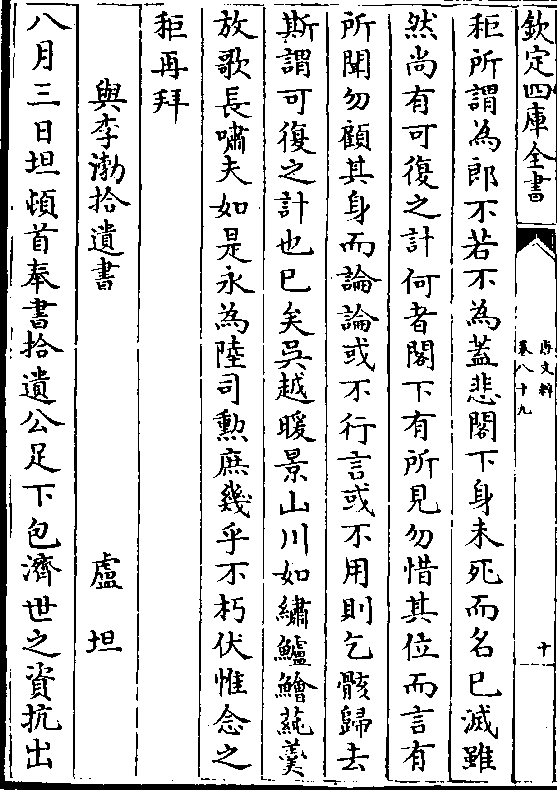 欽定四庫全書
唐文粹
卷八十九
十
秬所謂為郎不若不為蓋悲閣下身未死而名已滅雖
然尚有可復之計何者閣下有所見勿惜其位而言有
所聞勿顧其身而論論或不行言或不用則乞骸歸去
斯謂可復之計也已矣吳越暖景山川如繡鱸鱠蒓羹
放歌長嘯夫如是永為陸司勲庶幾乎不朽伏惟念之
秬再拜
與李渤拾遺書 盧坦
八月三日坦頓首奉書拾遺公足下包濟世之資抗出